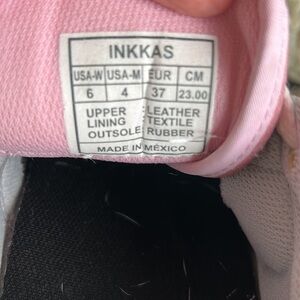 INKKAS
USA-W USA-M EUR CM
6 4 37 23.00
UPPER : LEATHER
LINING : TEXTILE
OUTSOLE: RUBBER
MADE IN MÉXICO